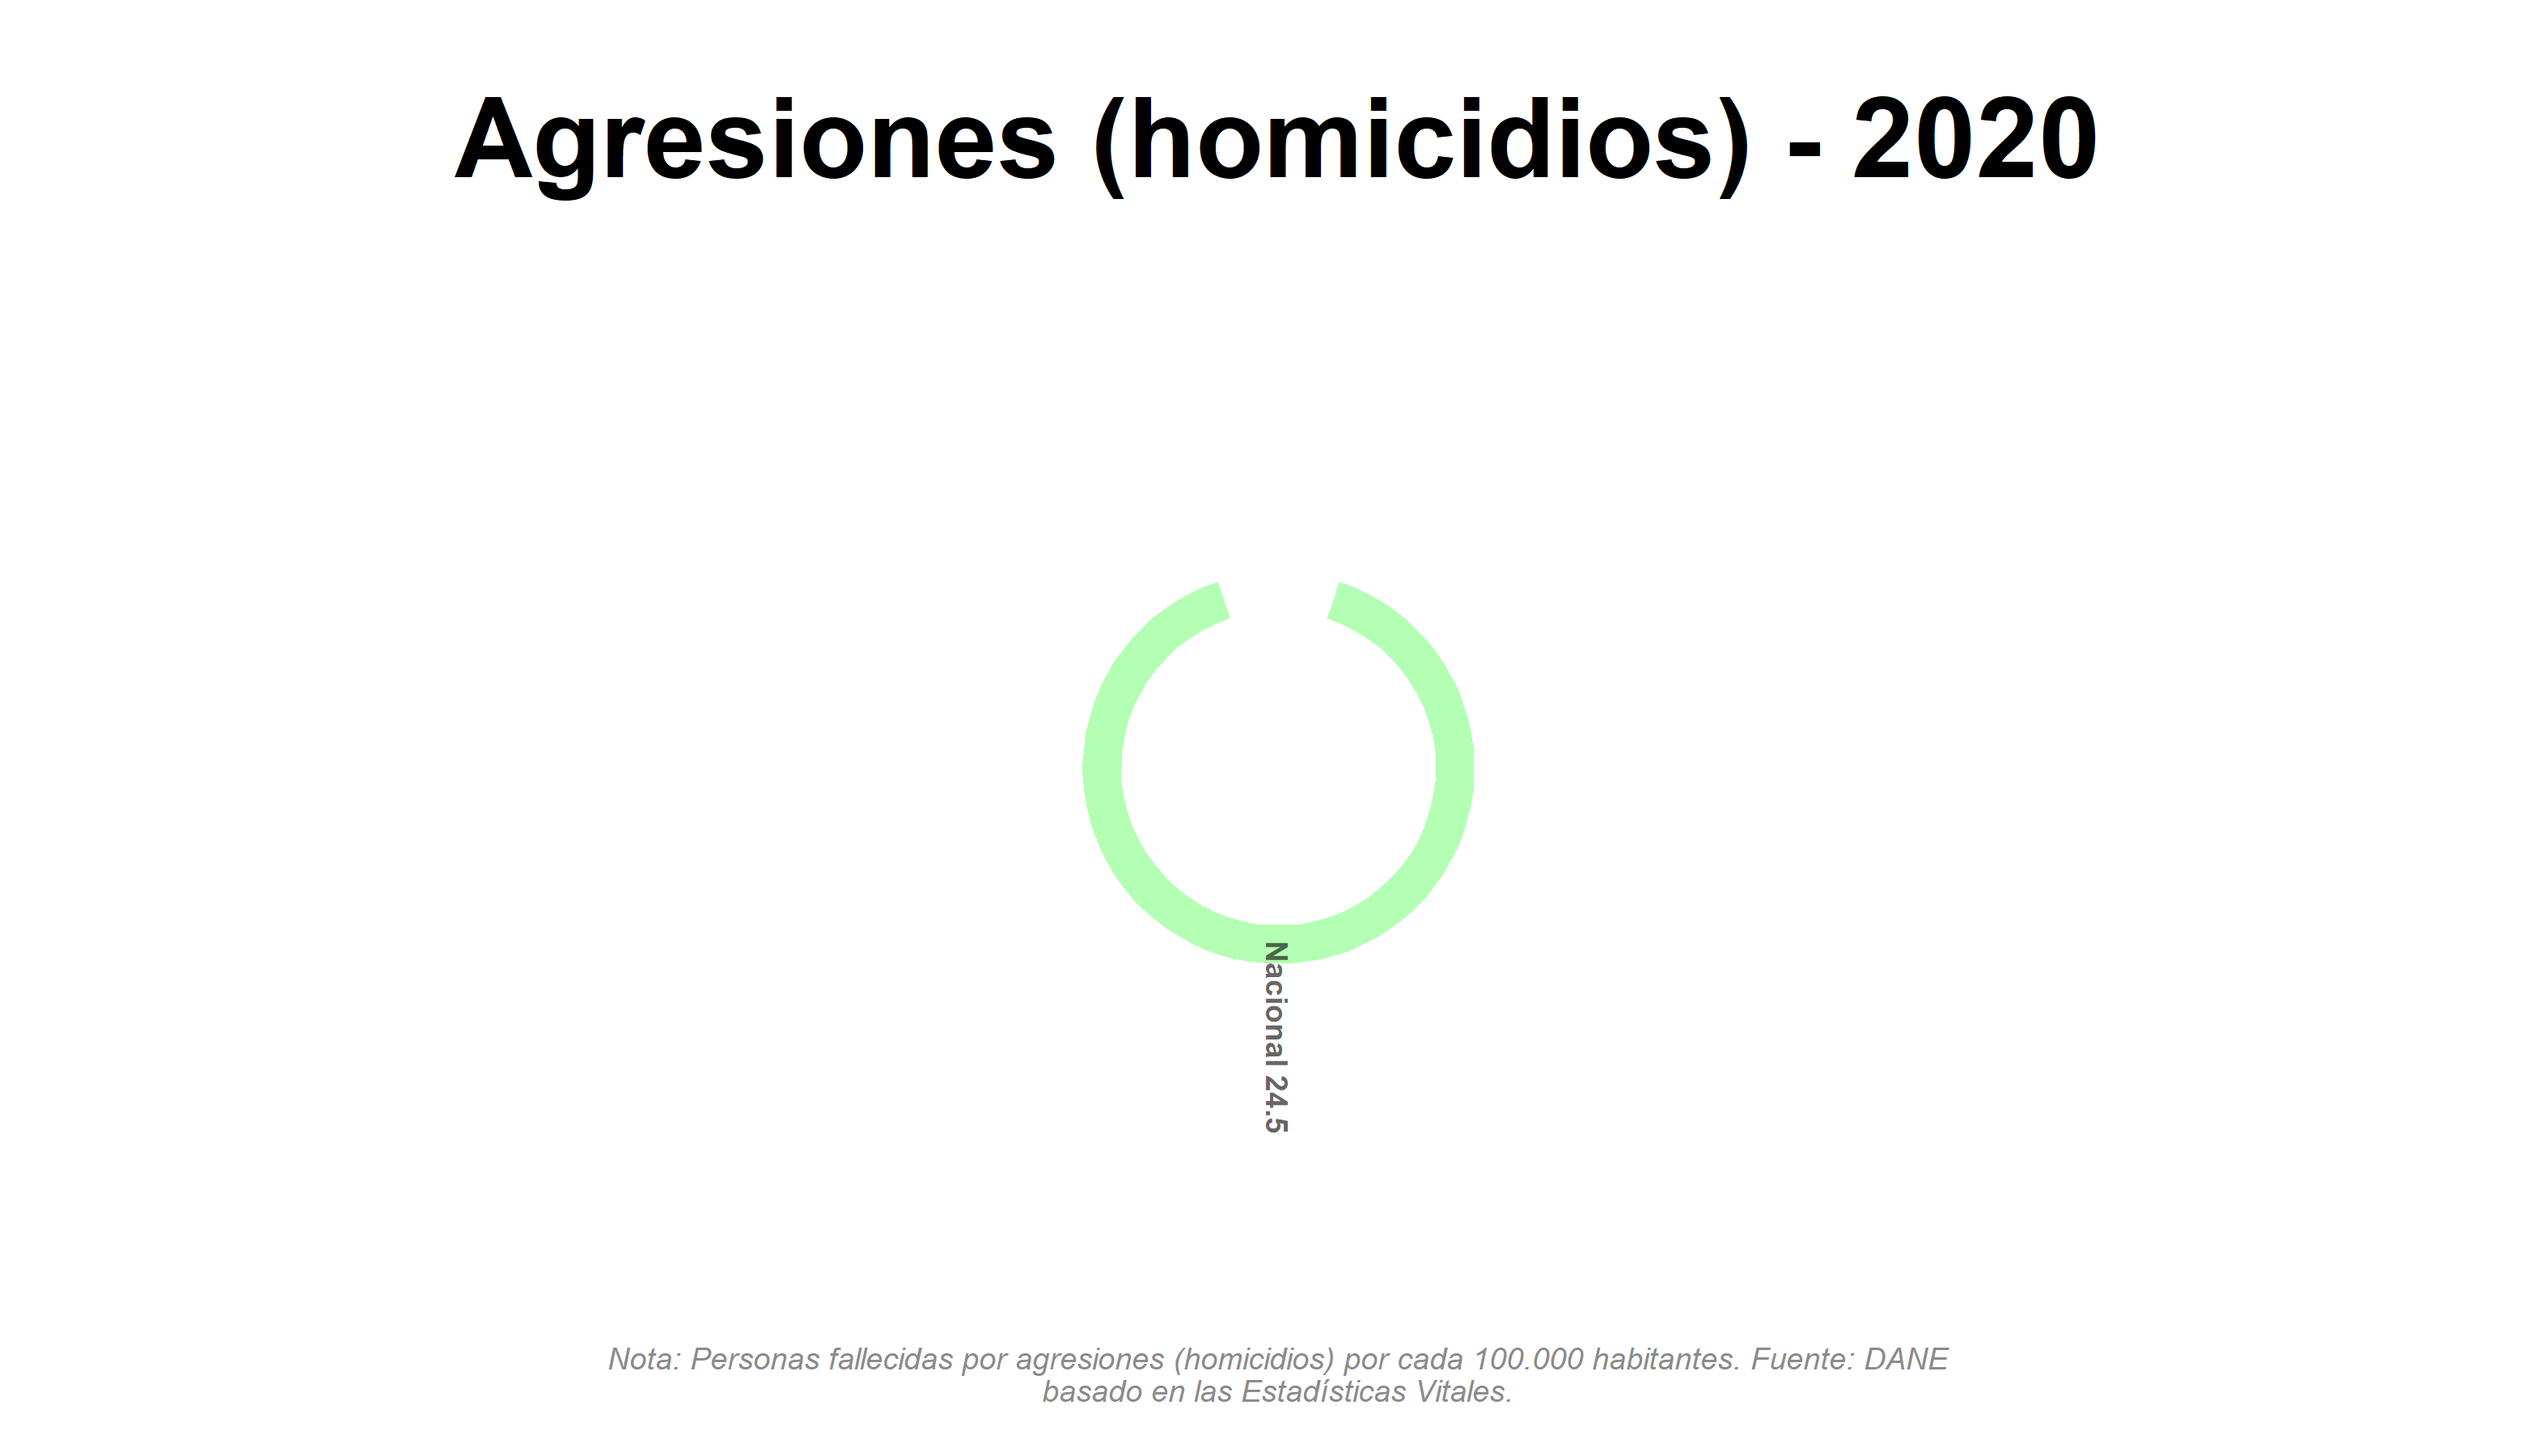 Agresiones (homicidios) - 2020
Nacional 24.5
Nota: Personas fallecidas por agresiones (homicidios) por cada 100.000 habitantes. Fuente: DANE
basado en las Estadísticas Vitales.